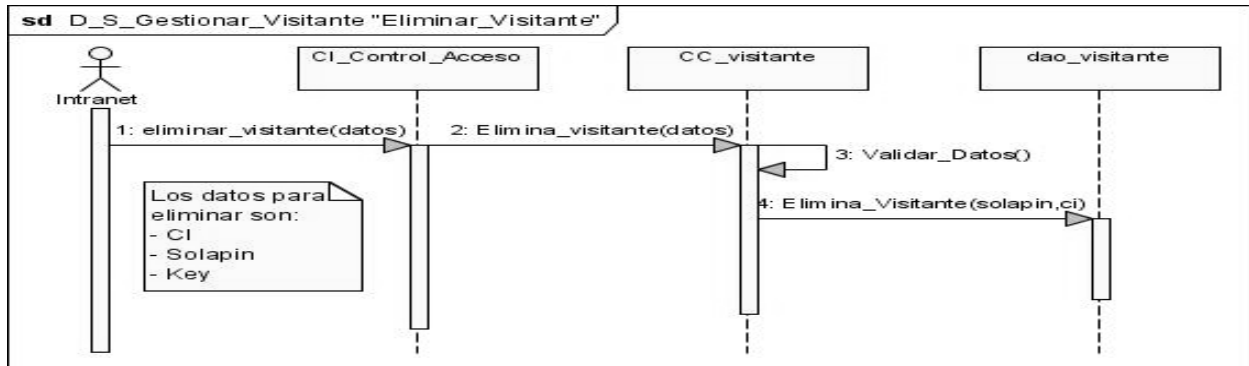 sd D_S_Gestionar_Visitante "Eliminar_Visitante"
Intranet
CI_Control_Acceso
CC_visitante
dao_visitante
1: eliminar_visitante(datos)
2: Elimina_visitante(datos)
3: Validar_Datos()
4: Elimina_Visitante(solapin,ci)
Los datos para
eliminar son:
- CI
- Solapin
- Key